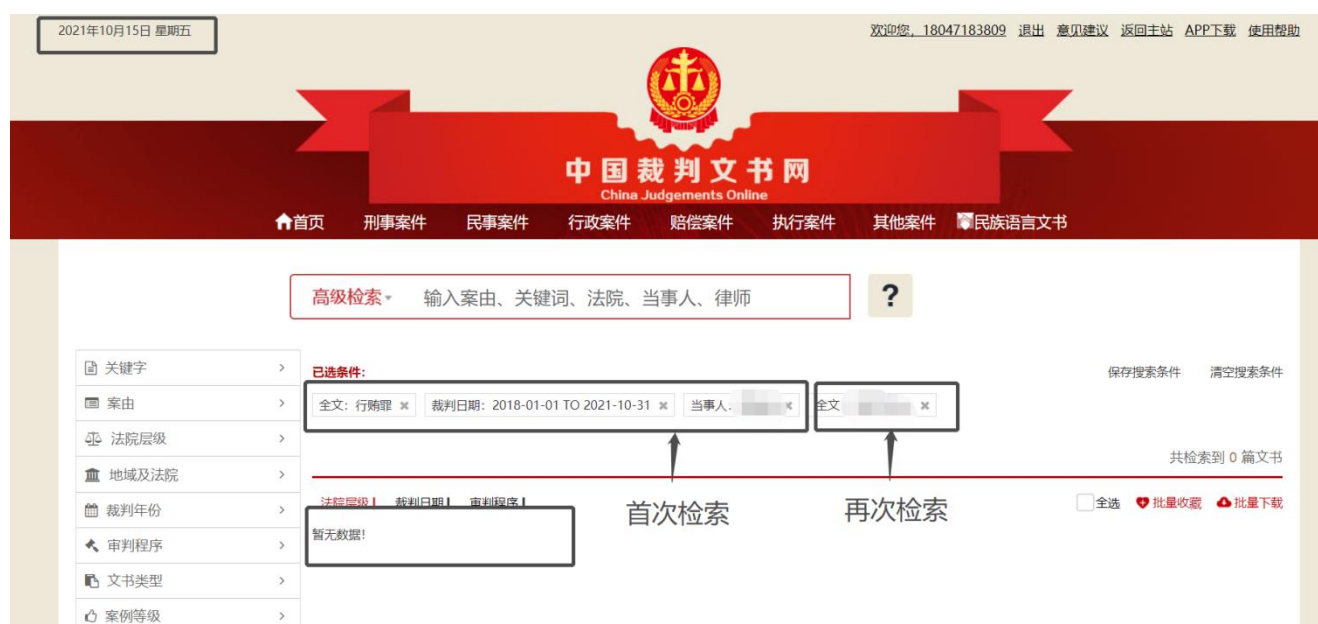 2021年10月15日 星期五
欢迎您，18047183809 退出 意见建议 返回主站 APP下载 使用帮助
中国裁判文书网
China Judgements Online
首页 刑事案件 民事案件 行政案件 赔偿案件 执行案件 其他案件 民族语言文书
高级检索 输入案由、关键词、法院、当事人、律师 ?
关键字
案由
法院层级
地域及法院
裁判年份
审判程序
文书类型
案例等级
已选条件：
保存搜索条件 清空搜索条件
全文：行贿罪 × 裁判日期：2018-01-01 TO 2021-10-31 × 当事人 × 全文 ×
共检索到 0 篇文书
法院层级 裁判日期 审判程序
全选 批量收藏 批量下载
暂无数据!
首次检索
再次检索